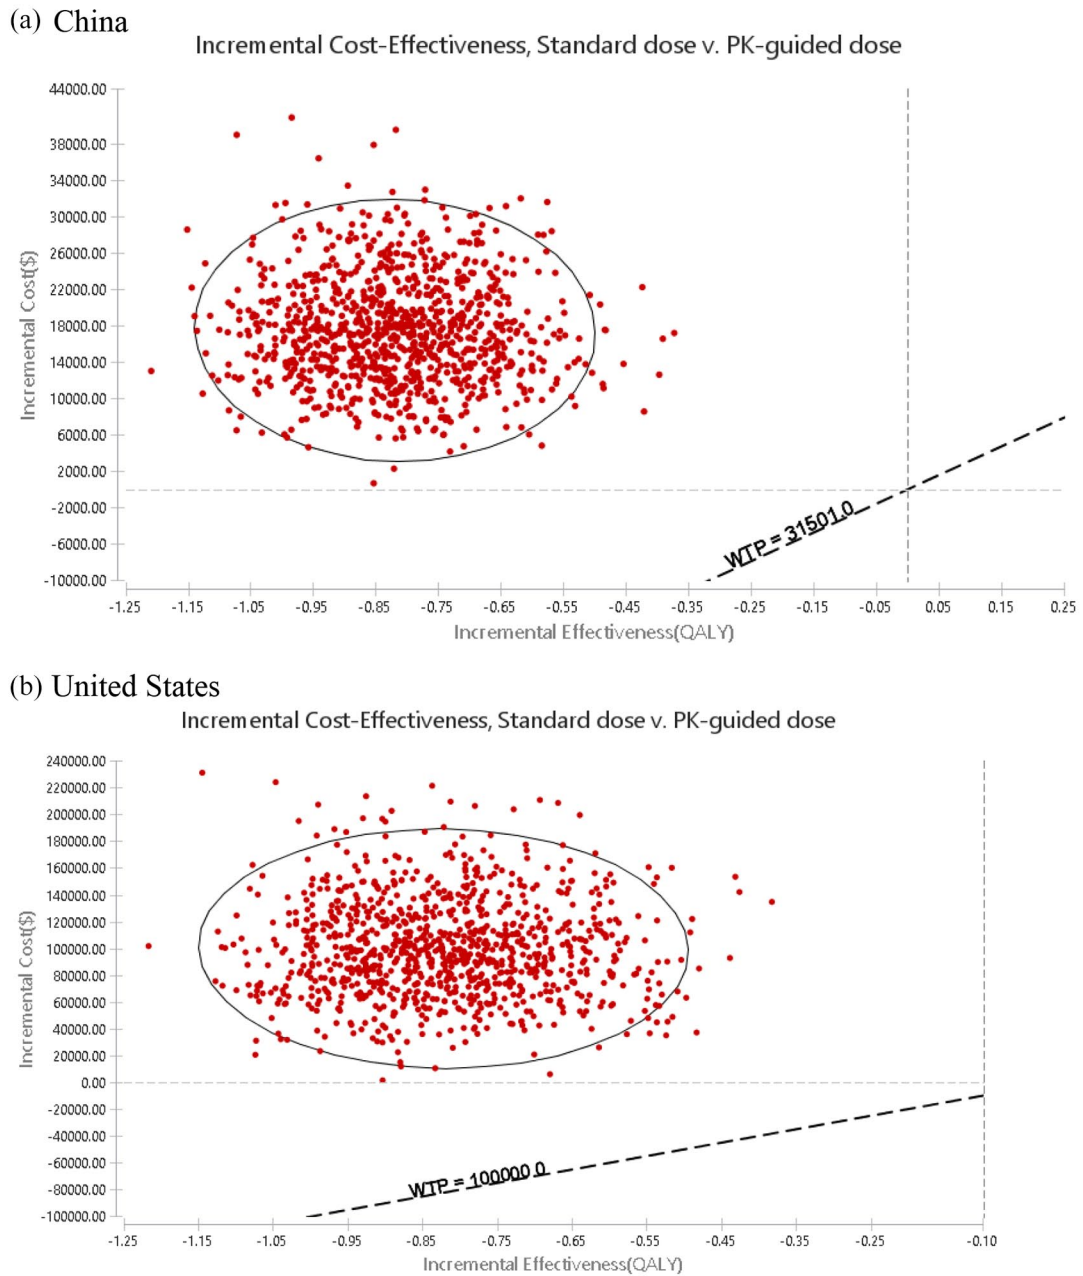 (a) China
Incremental Cost-Effectiveness, Standard dose v. PK-guided dose
44000.00
38000.00
34000.00
30000.00
26000.00
22000.00
18000.00
14000.00
10000.00
6000.00
2000.00
-2000.00
-6000.00
-10000.00
Incremental Cost($)
WTP = 31501.0
-1.25 -1.15 -1.05 -0.95 -0.85 -0.75 -0.65 -0.55 -0.45 -0.35 -0.25 -0.15 -0.05 0.05 0.15 0.25
Incremental Effectiveness(QALY)
(b) United States
Incremental Cost-Effectiveness, Standard dose v. PK-guided dose
240000.00
220000.00
200000.00
180000.00
160000.00
140000.00
120000.00
100000.00
80000.00
60000.00
40000.00
20000.00
0.00
-20000.00
-40000.00
-60000.00
-80000.00
-100000.00
Incremental Cost($)
WTP = 100000.0
-1.25 -1.15 -1.05 -0.95 -0.85 -0.75 -0.65 -0.55 -0.45 -0.35 -0.25 -0.10
Incremental Effectiveness(QALY)